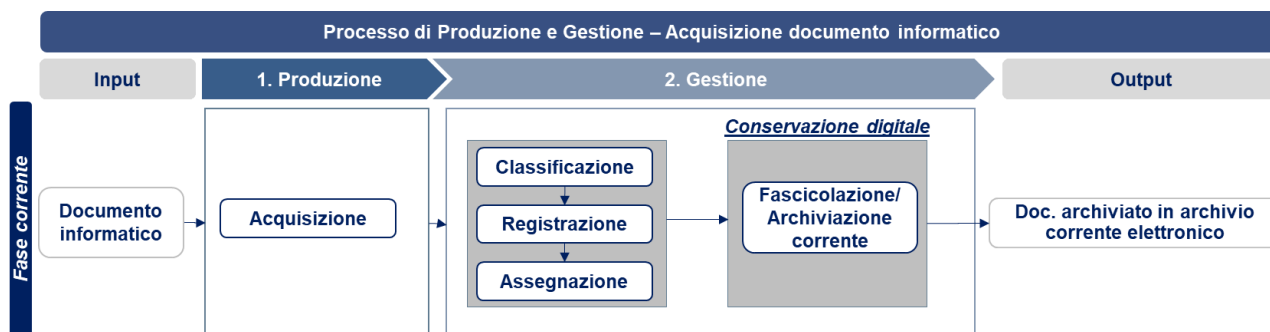 Processo di Produzione e Gestione – Acquisizione documento informatico
Input
1. Produzione
2. Gestione
Output
Fase corrente
Documento
informatico
Acquisizione
Classificazione
Registrazione
Assegnazione
Conservazione digitale
Fascicolazione/
Archiviazione
corrente
Doc. archiviato in archivio
corrente elettronico